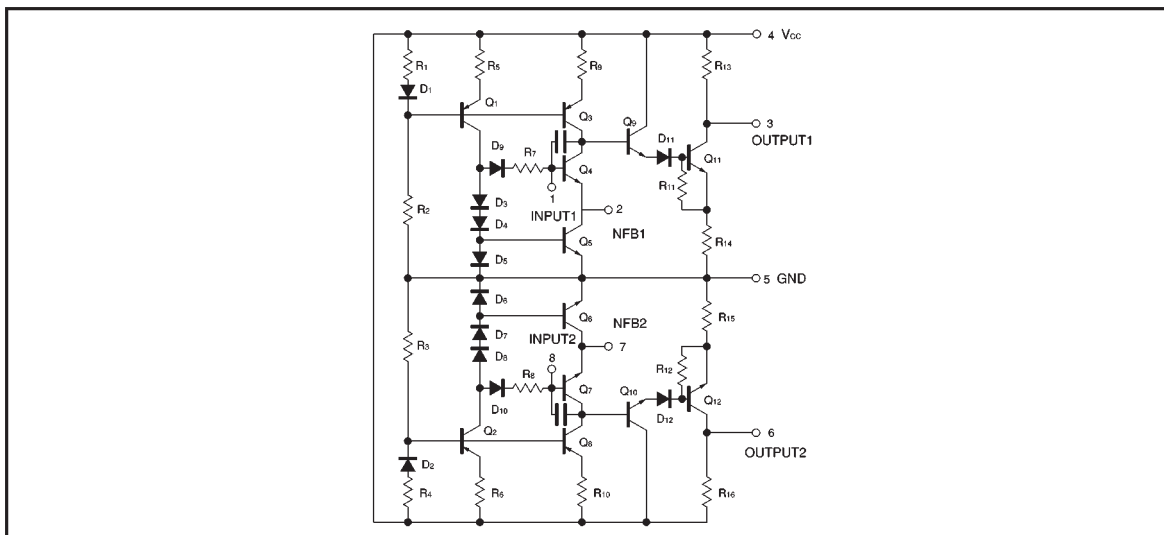 4 Vcc
R1
R5
R9
R13
D1
Q1
Q3
Q9
3
OUTPUT1
D11
Q11
D9
R7
Q4
R11
1
INPUT1
2
NFB1
D3
D4
R2
Q5
R14
D5
5 GND
D6
Q6
NFB2
R15
INPUT2
7
D7
R3
D8
8
R8
R12
Q7
Q10
Q12
D10
D12
6
OUTPUT2
Q2
Q8
D2
R4
R6
R10
R16